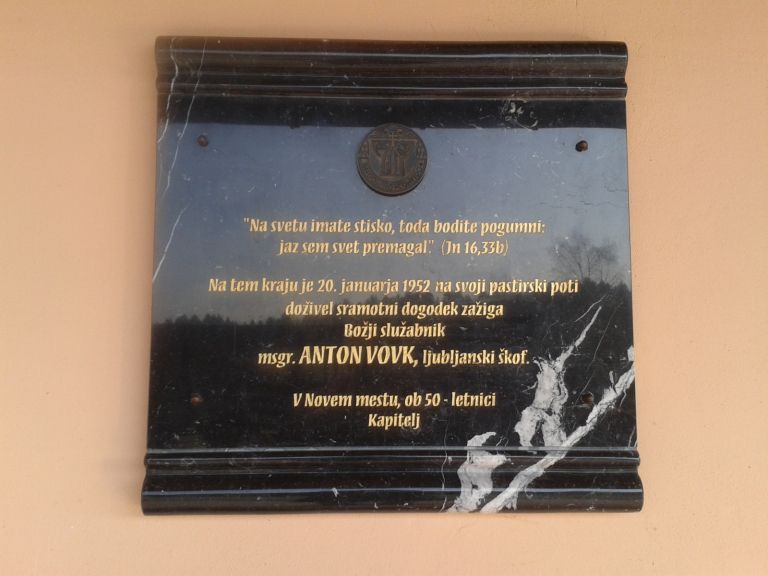 "Na svetu imate stisko, toda bodite pogumni:
jaz sem svet premagal." (Jn 16,33b)
Na tem kraju je 20. januarja 1952 na svoji pastirski poti
doživel sramotni dogodek zažiga
Božji služabnik
msgr. ANTON VOVK, ljubljanski škof.
V Novem mestu, ob 50 - letnici
Kapitelj